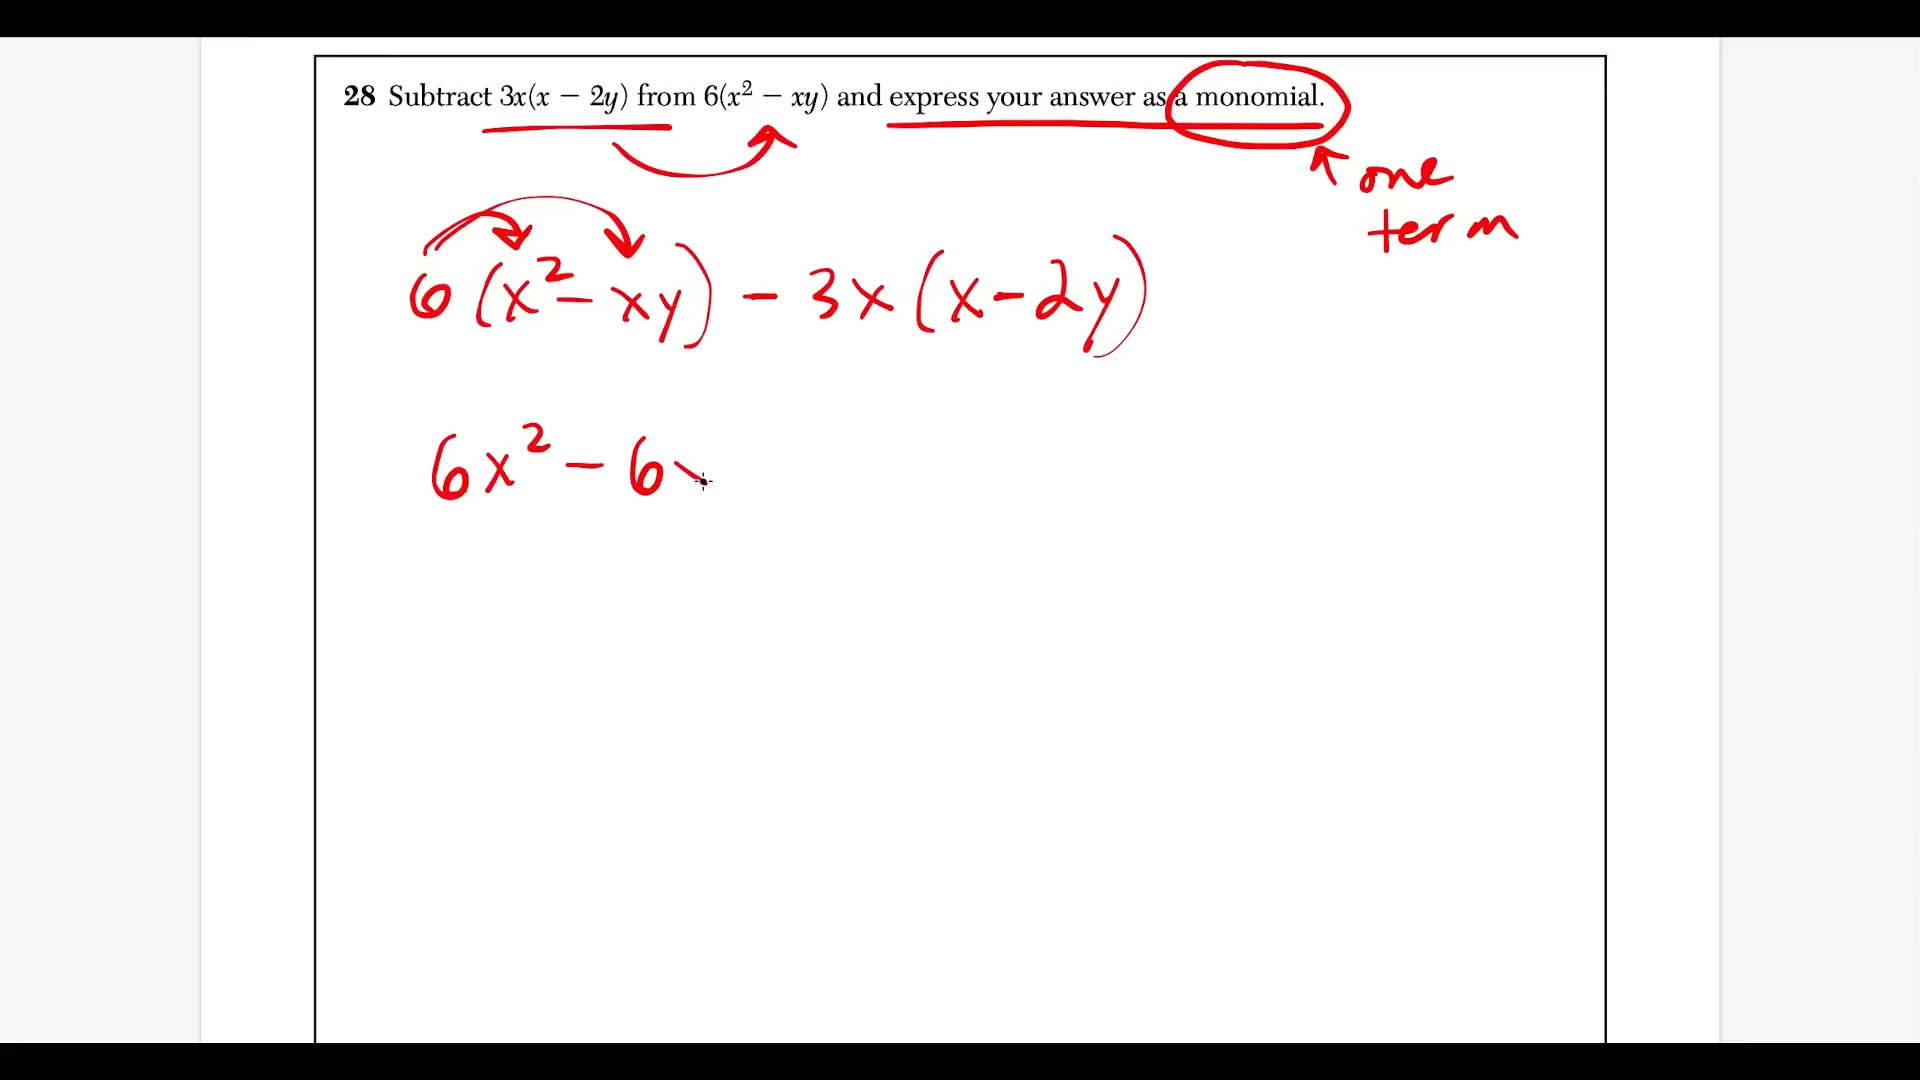 28 Subtract 3x(x − 2y) from 6(x² − xy) and express your answer as a monomial.
one
term
6(x² − xy) − 3x(x − 2y)
6x² − 6